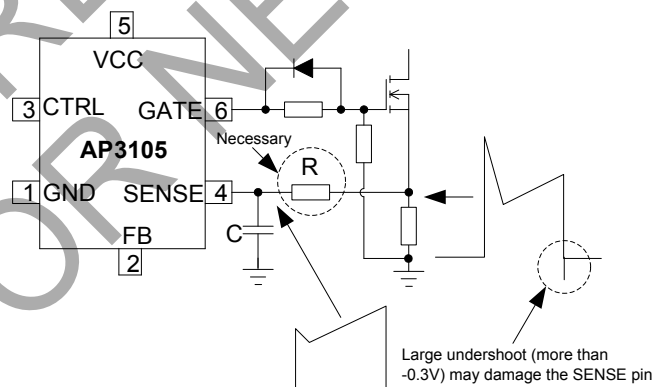 5
VCC
3 CTRL GATE 6
Necessary
AP3105
R
1 GND SENSE 4
C
FB
2
Large undershoot (more than
-0.3V) may damage the SENSE pin